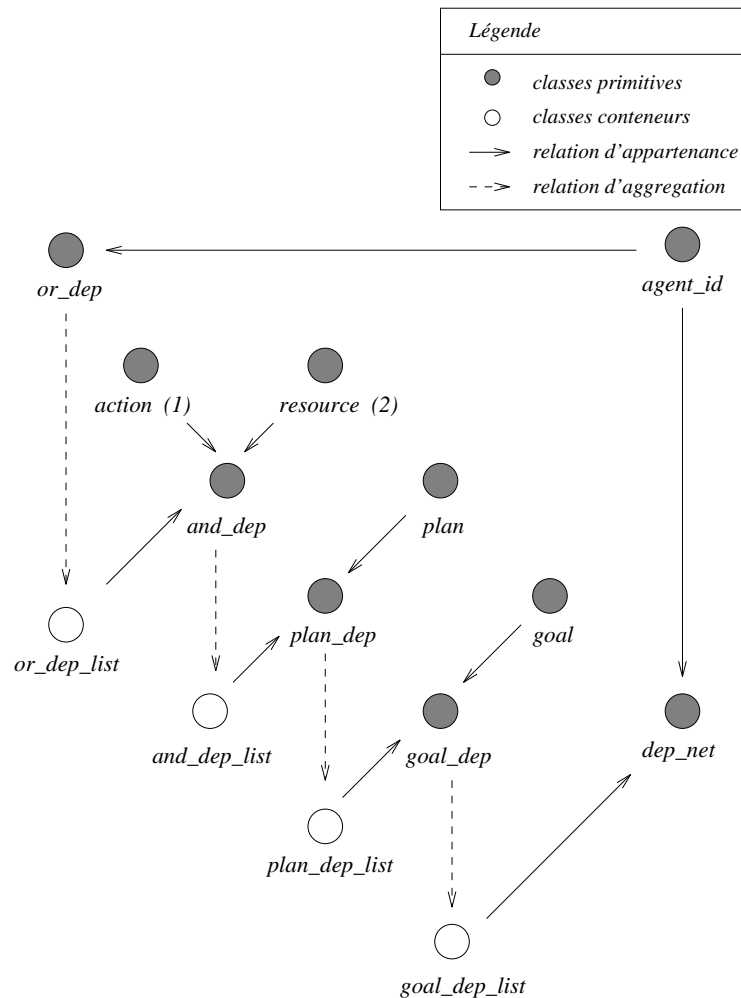 Légende
classes primitives
classes conteneurs
relation d'appartenance
relation d'aggregation
or_dep
agent_id
action (1)
resource (2)
and_dep
plan
or_dep_list
plan_dep
goal
and_dep_list
goal_dep
dep_net
plan_dep_list
goal_dep_list